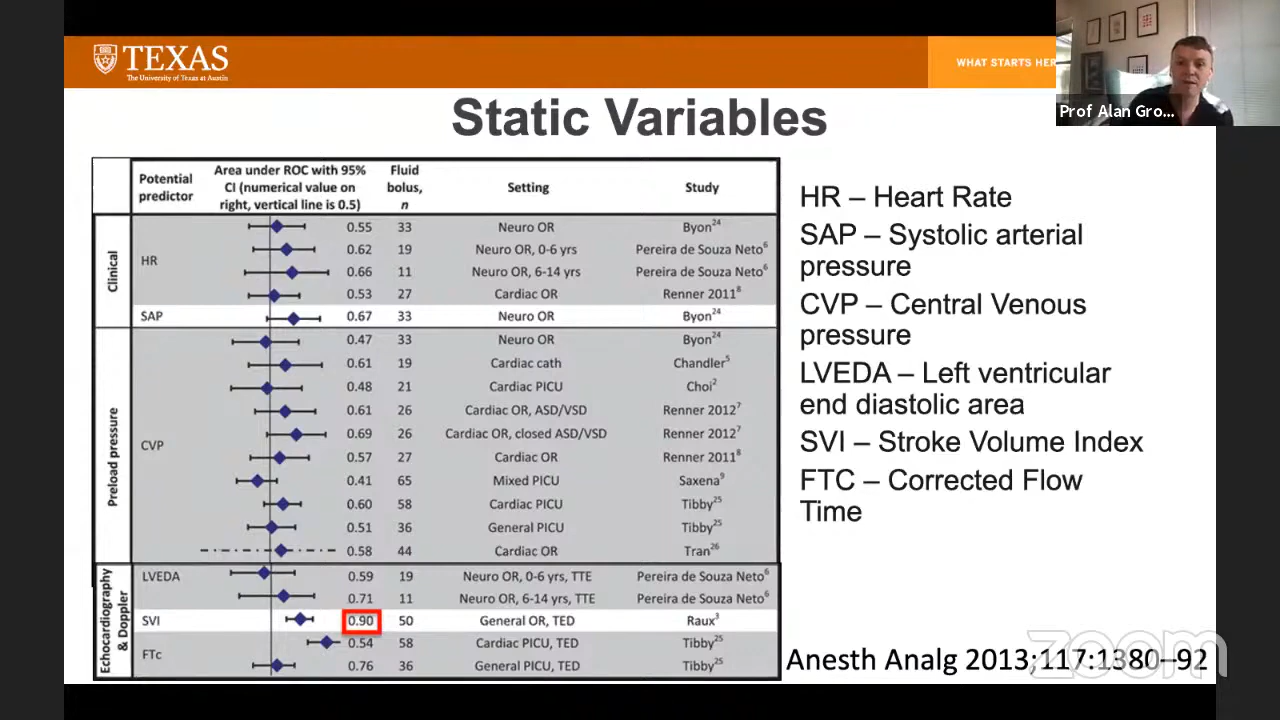 TEXAS
The University of Texas at Austin
WHAT STARTS HER
Prof Alan Gro...
Static Variables
Potential predictor
Area under ROC with 95% CI (numerical value on right, vertical line is 0.5)
Fluid bolus, n
Setting
Study
Clinical
HR
0.55 33 Neuro OR Byon24
0.62 19 Neuro OR, 0-6 yrs Pereira de Souza Neto6
0.66 11 Neuro OR, 6-14 yrs Pereira de Souza Neto6
0.53 27 Cardiac OR Renner 20118
SAP 0.67 33 Neuro OR Byon24
Preload pressure
CVP
0.47 33 Neuro OR Byon24
0.61 19 Cardiac cath Chandler5
0.48 21 Cardiac PICU Choi2
0.61 26 Cardiac OR, ASD/VSD Renner 20127
0.69 26 Cardiac OR, closed ASD/VSD Renner 20127
0.57 27 Cardiac OR Renner 20118
0.41 65 Mixed PICU Saxena9
0.60 58 Cardiac PICU Tibby25
0.51 36 General PICU Tibby25
0.58 44 Cardiac OR Tran26
Echocardiography & Doppler
LVEDA 0.59 19 Neuro OR, 0-6 yrs, TTE Pereira de Souza Neto6
0.71 11 Neuro OR, 6-14 yrs, TTE Pereira de Souza Neto6
SVI 0.90 50 General OR, TED Raux3
FTc 0.54 58 Cardiac PICU, TED Tibby25
0.76 36 General PICU, TED Tibby25
HR – Heart Rate
SAP – Systolic arterial
pressure
CVP – Central Venous
pressure
LVEDA – Left ventricular
end diastolic area
SVI – Stroke Volume Index
FTC – Corrected Flow
Time
Anesth Analg 2013;117:1380–92
zoom